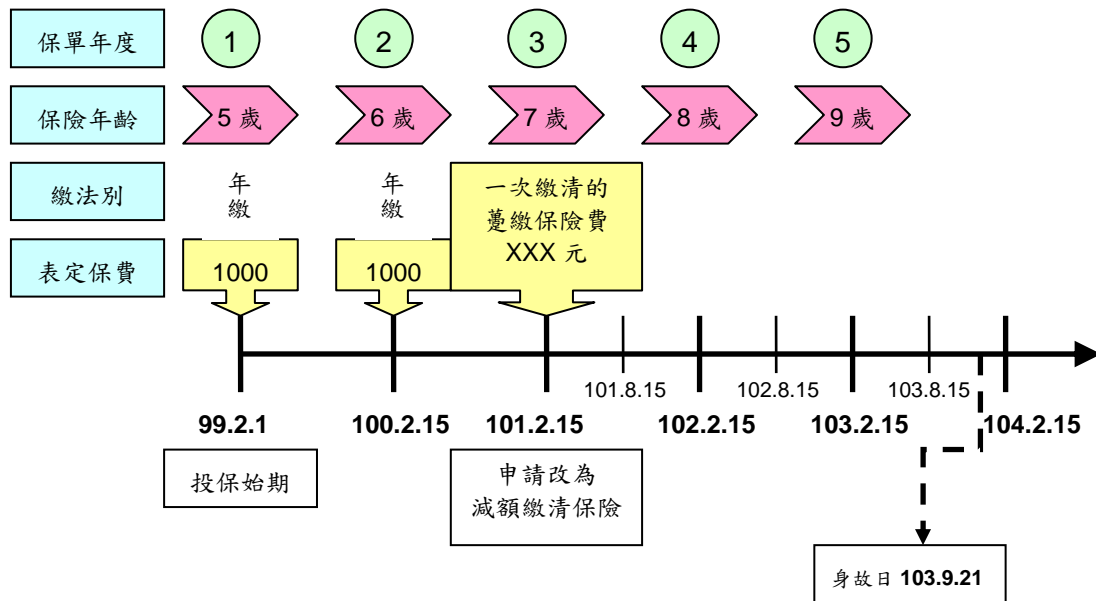 保單年度 1 2 3 4 5
保險年齡 5 歲 6 歲 7 歲 8 歲 9 歲
繳法別
年
繳
年
繳
一次繳清的
躉繳保險費
XXX 元
表定保費
1000 1000
101.8.15 102.8.15 103.8.15
99.2.1 100.2.15 101.2.15 102.2.15 103.2.15 104.2.15
投保始期
申請改為
減額繳清保險
身故日 103.9.21